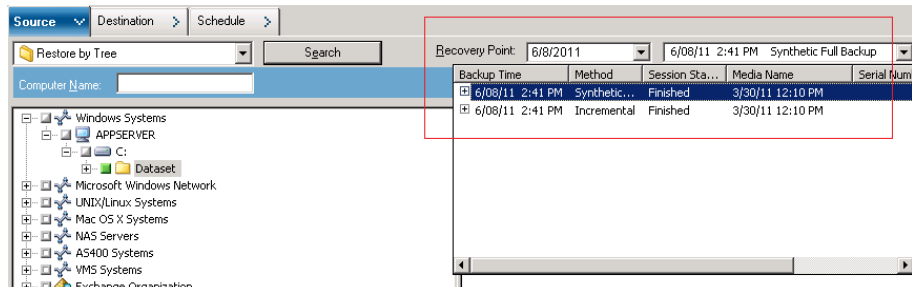 Source Destination Schedule
Restore by Tree Search Recovery Point: 6/8/2011 6/08/11 2:41 PM Synthetic Full Backup
Computer Name:
Backup Time Method Session Sta... Media Name Serial Num
6/08/11 2:41 PM Synthetic... Finished 3/30/11 12:10 PM
6/08/11 2:41 PM Incremental Finished 3/30/11 12:10 PM
Windows Systems
APPSERVER
C:
Dataset
Microsoft Windows Network
UNIX/Linux Systems
Mac OS X Systems
NAS Servers
AS400 Systems
VMS Systems
Exchange Organization